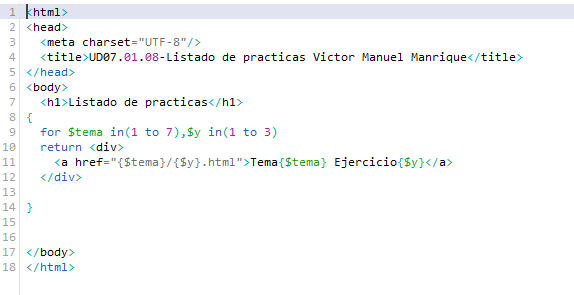 1 <html>
2 <head>
3   <meta charset="UTF-8"/>
4   <title>UD07.01.08-Listado de practicas Victor Manuel Manrique</title>
5 </head>
6 <body>
7   <h1>Listado de practicas</h1>
8 {
9   for $tema in(1 to 7),$y in(1 to 3)
10   return <div>
11     <a href="{$tema}/{$y}.html">Tema{$tema} Ejercicio{$y}</a>
12   </div>
13
14 }
15
16
17 </body>
18 </html>